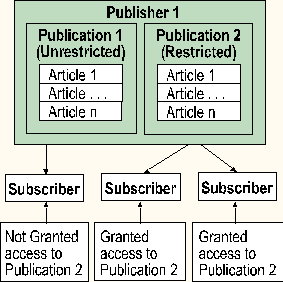 Publisher 1
Publication 1
(Unrestricted)
Article 1
Article . . .
Article n
Publication 2
(Restricted)
Article 1
Article. . .
Article n
Subscriber
Subscriber
Subscriber
Not Granted
access to
Publication 2
Granted
access to
Publication 2
Granted
access to
Publication 2